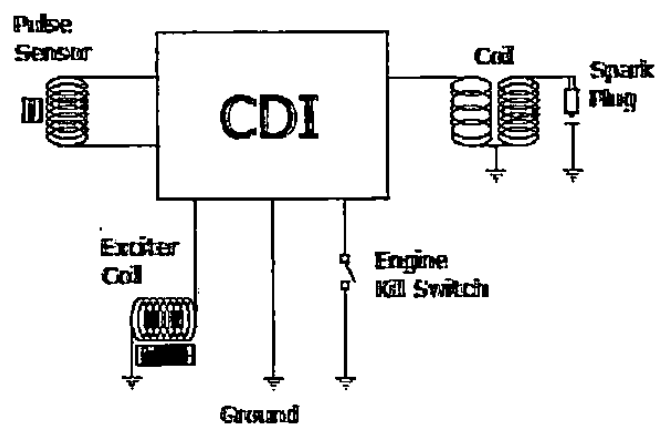 Pulse
Sensor
CDI
Coil
Spark
Plug
Exciter
Coil
Engine
Kill Switch
Ground